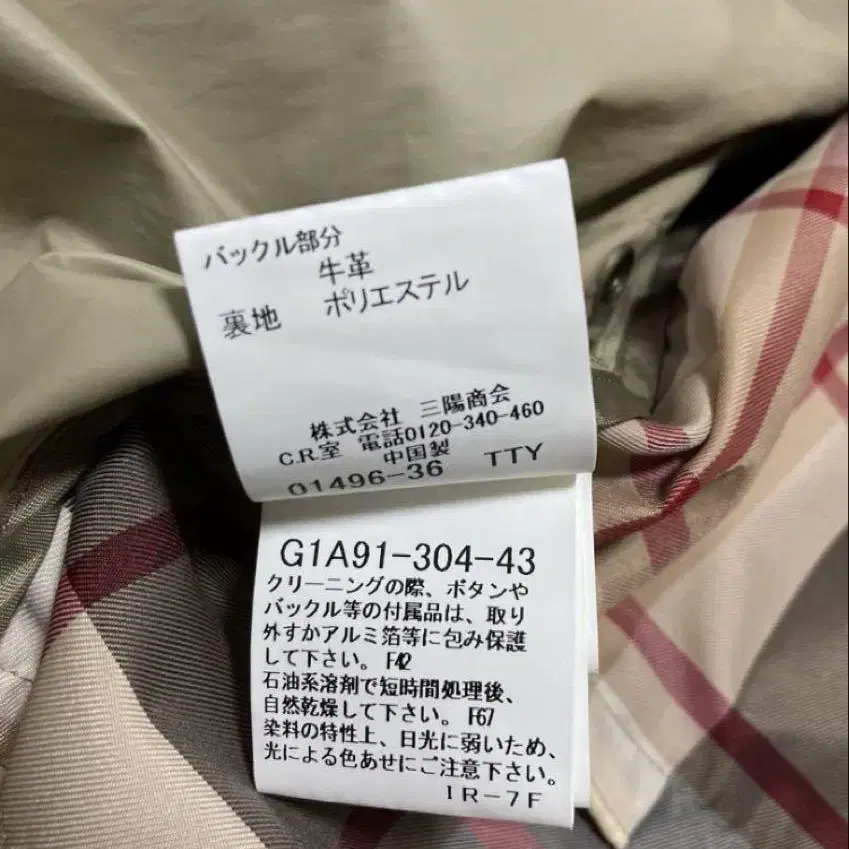 バックル部分
牛革
裏地 ポリエステル
株式会社 三陽商会
C.R室 電話0120-340-460
中国製
01496-36 TTY
G1A91-304-43
クリーニングの際、ボタンや
バックル等の付属品は、取り
外すかアルミ箔等に包み保護
して下さい。 F42
石油系溶剤で短時間処理後、
自然乾燥して下さい。 F67
染料の特性上、日光に弱いため、
光による色あせにご注意下さい。
IR-7F